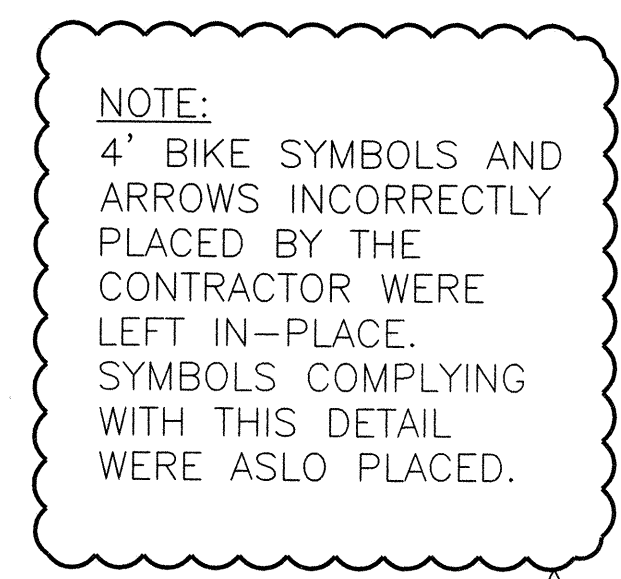 NOTE:
4' BIKE SYMBOLS AND
ARROWS INCORRECTLY
PLACED BY THE
CONTRACTOR WERE
LEFT IN-PLACE.
SYMBOLS COMPLYING
WITH THIS DETAIL
WERE ASLO PLACED.